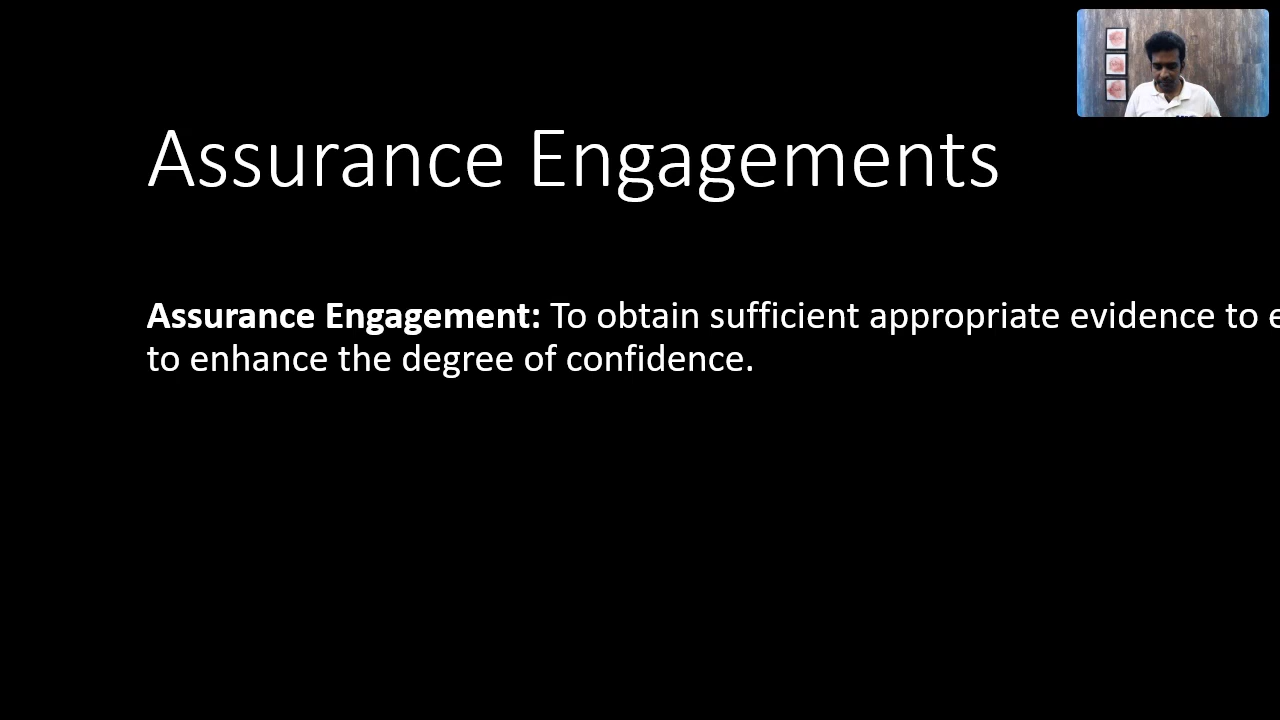 Assurance Engagements
Assurance Engagement: To obtain sufficient appropriate evidence to
to enhance the degree of confidence.